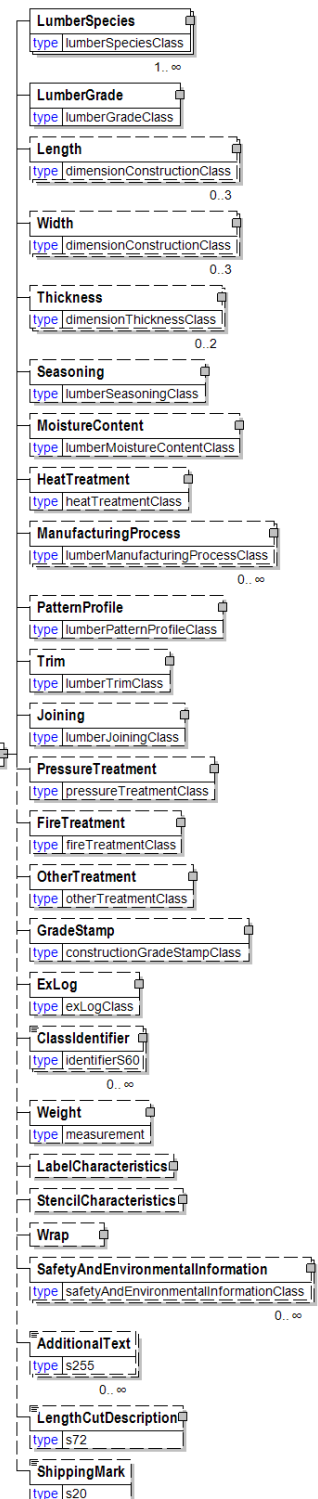 LumberSpecies
type lumberSpeciesClass
1.. ∞
LumberGrade
type lumberGradeClass
Length
type dimensionConstructionClass
0..3
Width
type dimensionConstructionClass
0..3
Thickness
type dimensionThicknessClass
0..2
Seasoning
type lumberSeasoningClass
MoistureContent
type lumberMoistureContentClass
HeatTreatment
type heatTreatmentClass
ManufacturingProcess
type lumberManufacturingProcessClass
0.. ∞
PatternProfile
type lumberPatternProfileClass
Trim
type lumberTrimClass
Joining
type lumberJoiningClass
PressureTreatment
type pressureTreatmentClass
FireTreatment
type fireTreatmentClass
OtherTreatment
type otherTreatmentClass
GradeStamp
type constructionGradeStampClass
ExLog
type exLogClass
ClassIdentifier
type identifierS60
0.. ∞
Weight
type measurement
LabelCharacteristics
StencilCharacteristics
Wrap
SafetyAndEnvironmentalInformation
type safetyAndEnvironmentalInformationClass
0.. ∞
AdditionalText
type s255
0.. ∞
LengthCutDescription
type s72
ShippingMark
type s20